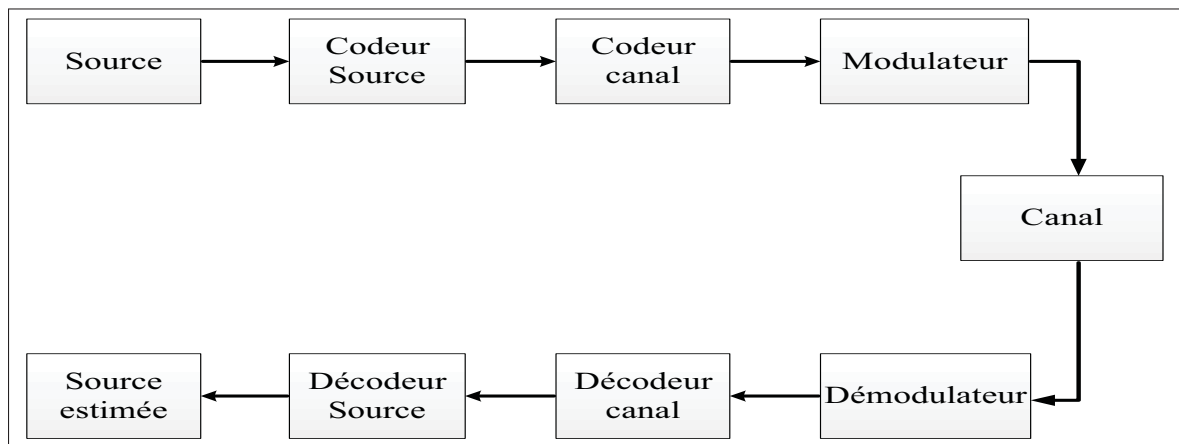 Source
Codeur
Source
Codeur
canal
Modulateur
Canal
Source
estimée
Décodeur
Source
Décodeur
canal
Démodulateur